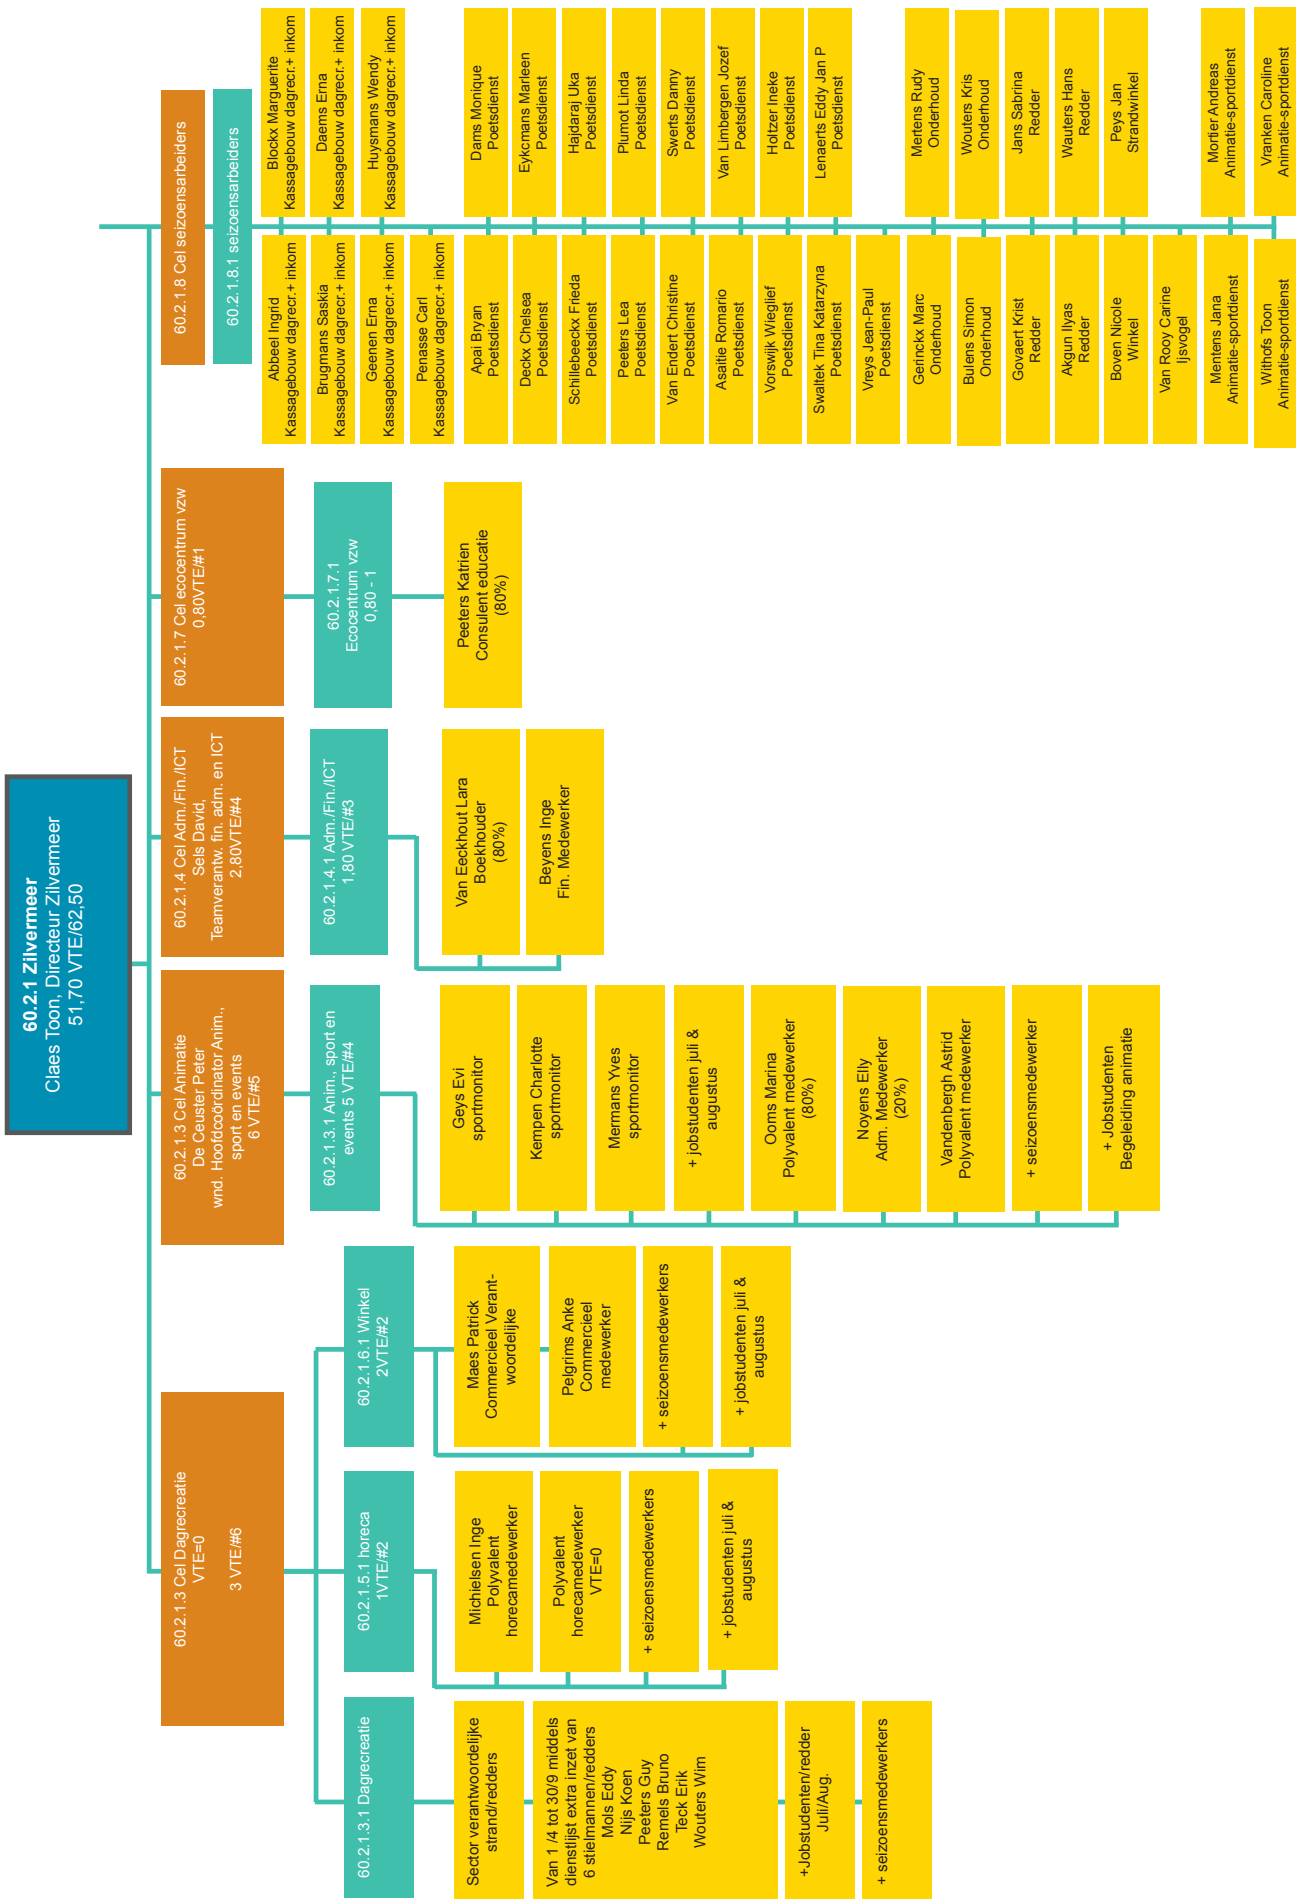 60.2.1 Zilvermeer
Claes Toon, Directeur Zilvermeer
51,70 VTE/62,50
60.2.1.3 Cel Dagrecreatie
VTE=0
3 VTE/#6
60.2.1.3.1 Dagrecreatie
Sector verantwoordelijke
strand/redders
Van 1 /4 tot 30/9 middels
dienstlijst extra inzet van
6 stielmannen/redders
Mols Eddy
Nijs Koen
Peeters Guy
Remels Bruno
Teck Erik
Wouters Wim
+Jobstudenten/redder
Juli/Aug.
+ seizoensmedewerkers
60.2.1.5.1 horeca
1VTE/#2
Michielsen Inge
Polyvalent
horecamedewerker
Polyvalent
horecamedewerker
VTE=0
+ seizoensmedewerkers
+ jobstudenten juli &
augustus
60.2.1.6.1 Winkel
2VTE/#2
Maes Patrick
Commercieel Verant-
woordelijke
Pelgrims Anke
Commercieel
medewerker
+ seizoensmedewerkers
+ jobstudenten juli &
augustus
60.2.1.3 Cel Animatie
De Ceuster Peter
wnd. Hoofdcoördinator Anim.,
sport en events
6 VTE/#5
60.2.1.3.1 Anim., sport en
events 5 VTE/#4
Geys Evi
sportmonitor
Kempen Charlotte
sportmonitor
Mermans Yves
sportmonitor
+ jobstudenten juli &
augustus
Ooms Marina
Polyvalent medewerker
(80%)
Noyens Elly
Adm. Medewerker
(20%)
Vandenbergh Astrid
Polyvalent medewerker
+ seizoensmedewerker
+ Jobstudenten
Begeleiding animatie
60.2.1.4 Cel Adm./Fin./ICT
Sels David,
Teamverantw. fin. adm. en ICT
2,80VTE/#4
60.2.1.4.1 Adm./Fin./ICT
1,80 VTE/#3
Van Eeckhout Lara
Boekhouder
(80%)
Beyens Inge
Fin. Medewerker
60.2.1.7 Cel ecocentrum vzw
0,80VTE/#1
60.2.1.7.1
Ecocentrum vzw
0,80 - 1
Peeters Katrien
Consulent educatie
(80%)
60.2.1.8 Cel seizoensarbeiders
60.2.1.8.1 seizoensarbeiders
Abbeel Ingrid
Kassagebouw dagrecr.+ inkom
Blockx Marguerite
Kassagebouw dagrecr.+ inkom
Brugmans Saskia
Kassagebouw dagrecr.+ inkom
Daems Erna
Kassagebouw dagrecr.+ inkom
Geenen Erna
Kassagebouw dagrecr.+ inkom
Huysmans Wendy
Kassagebouw dagrecr.+ inkom
Penassee Carl
Kassagebouw dagrecr.+ inkom
Apai Bryan
Poetsdienst
Dams Monique
Poetsdienst
Deckx Chelsea
Poetsdienst
Eykcmans Marleen
Poetsdienst
Schillebeeckx Frieda
Poetsdienst
Hajdaraj Uka
Poetsdienst
Peeters Lea
Poetsdienst
Plumot Linda
Poetsdienst
Van Endert Christine
Poetsdienst
Swerts Danny
Poetsdienst
Asaitie Romario
Poetsdienst
Van Limbergen Jozef
Poetsdienst
Vorswijk Wieglief
Poetsdienst
Holtzer Ineke
Poetsdienst
Swaltek Tina Katarzyna
Poetsdienst
Lenaerts Eddy Jan P
Poetsdienst
Vreys Jean-Paul
Poetsdienst
Gerinckx Marc
Onderhoud
Mertens Rudy
Onderhoud
Bulens Simon
Onderhoud
Wouters Kris
Onderhoud
Govaert Krist
Redder
Jans Sabrina
Redder
Akgun Ilyas
Redder
Wauters Hans
Redder
Boven Nicole
Winkel
Peys Jan
Strandwinkel
Van Rooy Carine
Ijsvogel
Mentens Jana
Animatie-sportdienst
Mortier Andreas
Animatie-sportdienst
Withofs Toon
Animatie-sportdienst
Vranken Caroline
Animatie-sportdienst